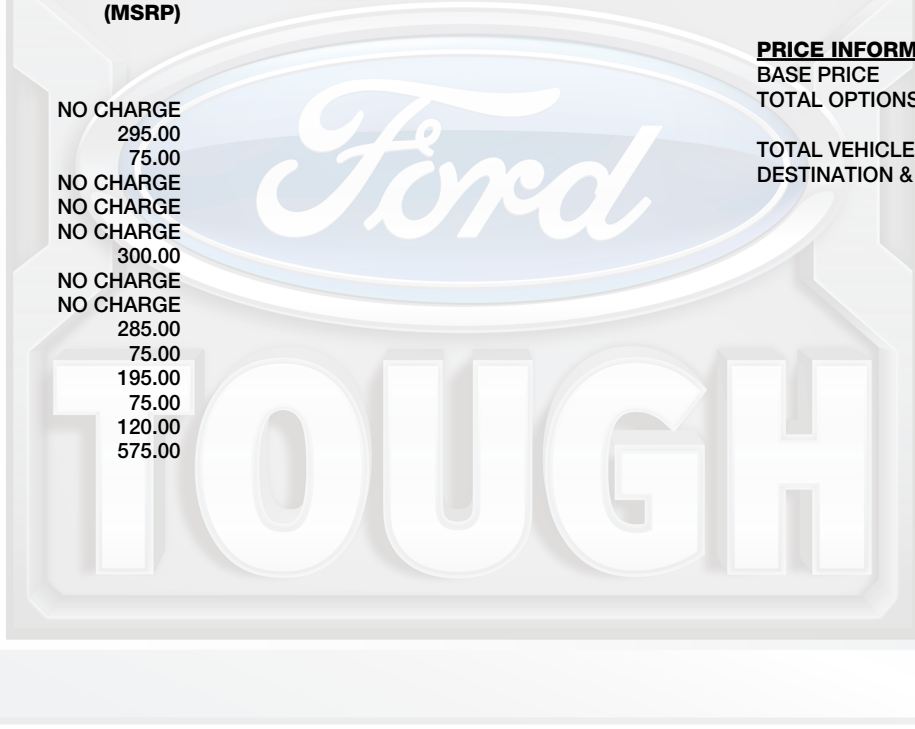 (MSRP)
NO CHARGE
295.00
75.00
NO CHARGE
NO CHARGE
NO CHARGE
300.00
NO CHARGE
NO CHARGE
285.00
75.00
195.00
75.00
120.00
575.00
PRICE INFORM
BASE PRICE
TOTAL OPTIONS
TOTAL VEHICLE
DESTINATION &
Ford
TOUGH